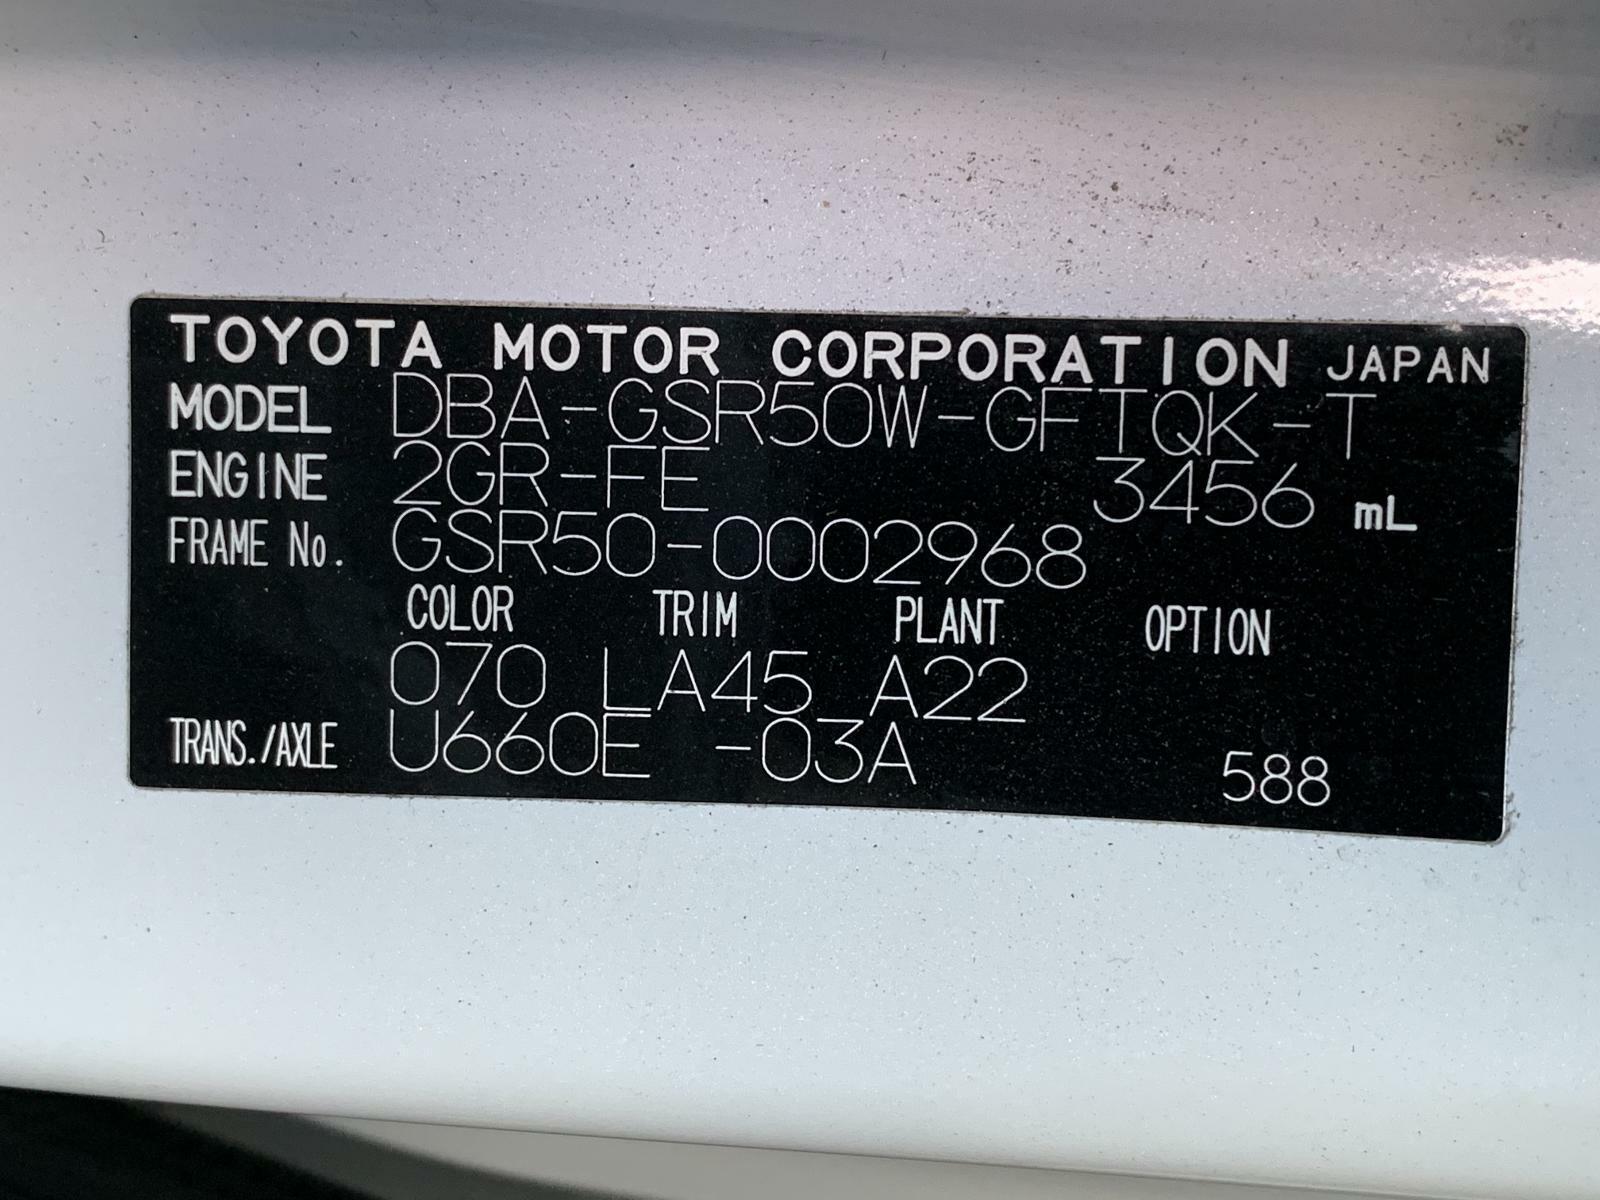 TOYOTA MOTOR CORPORATION JAPAN
MODEL DBA-GSR50W-GFTQK-T
ENGINE 2GR-FE 3456 mL
FRAME No. GSR50-0002968
COLOR TRIM PLANT OPTION
070 LA45 A22
TRANS./AXLE U660E -03A 588